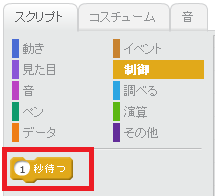 スクリプト コスチューム 音
動き イベント
見た目 制御
音 調べる
ペン 演算
データ その他
1 秒待つ